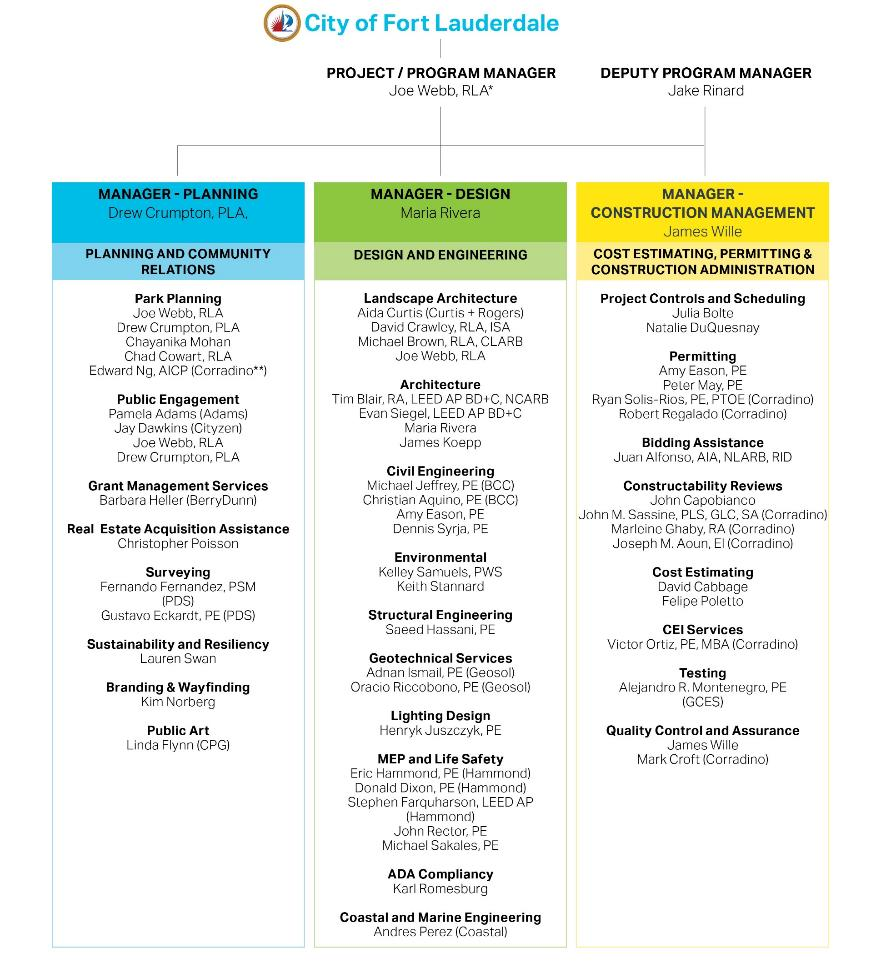 City of Fort Lauderdale
PROJECT / PROGRAM MANAGER
Joe Webb, RLA*
DEPUTY PROGRAM MANAGER
Jake Rinard
MANAGER - PLANNING
Drew Crumpton, PLA,
PLANNING AND COMMUNITY
RELATIONS
Park Planning
Joe Webb, RLA
Drew Crumpton, PLA
Chayanika Mohan
Chad Cowart, RLA
Edward Ng, AICP (Corradino**)
Public Engagement
Pamela Adams (Adams)
Jay Dawkins (Cityzen)
Joe Webb, RLA
Drew Crumpton, PLA
Grant Management Services
Barbara Heller (BerryDunn)
Real Estate Acquisition Assistance
Christopher Poisson
Surveying
Fernando Fernandez, PSM
(PDS)
Gustavo Eckardt, PE (PDS)
Sustainability and Resiliency
Lauren Swan
Branding & Wayfinding
Kim Norberg
Public Art
Linda Flynn (CPG)
MANAGER - DESIGN
Maria Rivera
DESIGN AND ENGINEERING
Landscape Architecture
Aida Curtis (Curtis + Rogers)
David Crawley, RLA, ISA
Michael Brown, RLA, CLARB
Joe Webb, RLA
Architecture
Tim Blair, RA, LEED AP BD+C, NCARB
Evan Siegel, LEED AP BD+C
Maria Rivera
James Koepp
Civil Engineering
Michael Jeffrey, PE (BCC)
Christian Aquino, PE (BCC)
Amy Eason, PE
Dennis Syrja, PE
Environmental
Kelley Samuels, PWS
Keith Stannard
Structural Engineering
Saeed Hassani, PE
Geotechnical Services
Adnan Ismail, PE (Geosol)
Oracio Riccobono, PE (Geosol)
Lighting Design
Henryk Juszczyk, PE
MEP and Life Safety
Eric Hammond, PE (Hammond)
Donald Dixon, PE (Hammond)
Stephen Farquharson, LEED AP
(Hammond)
John Rector, PE
Michael Sakales, PE
ADA Compliancy
Karl Romesburg
Coastal and Marine Engineering
Andres Perez (Coastal)
MANAGER -
CONSTRUCTION MANAGEMENT
James Wille
COST ESTIMATING, PERMITTING &
CONSTRUCTION ADMINISTRATION
Project Controls and Scheduling
Julia Bolte
Natalie DuQuesnay
Permitting
Amy Eason, PE
Peter May, PE
Ryan Solis-Rios, PE, PTOE (Corradino)
Robert Regalado (Corradino)
Bidding Assistance
Juan Alfonso, AIA, NLARB, RID
Constructability Reviews
John Capobianco
John M. Sassine, PLS, GLC, SA (Corradino)
Marleine Ghaby, RA (Corradino)
Joseph M. Aoun, EI (Corradino)
Cost Estimating
David Cabbage
Felipe Poletto
CEI Services
Victor Ortiz, PE, MBA (Corradino)
Testing
Alejandro R. Montenegro, PE
(GCES)
Quality Control and Assurance
James Wille
Mark Croft (Corradino)